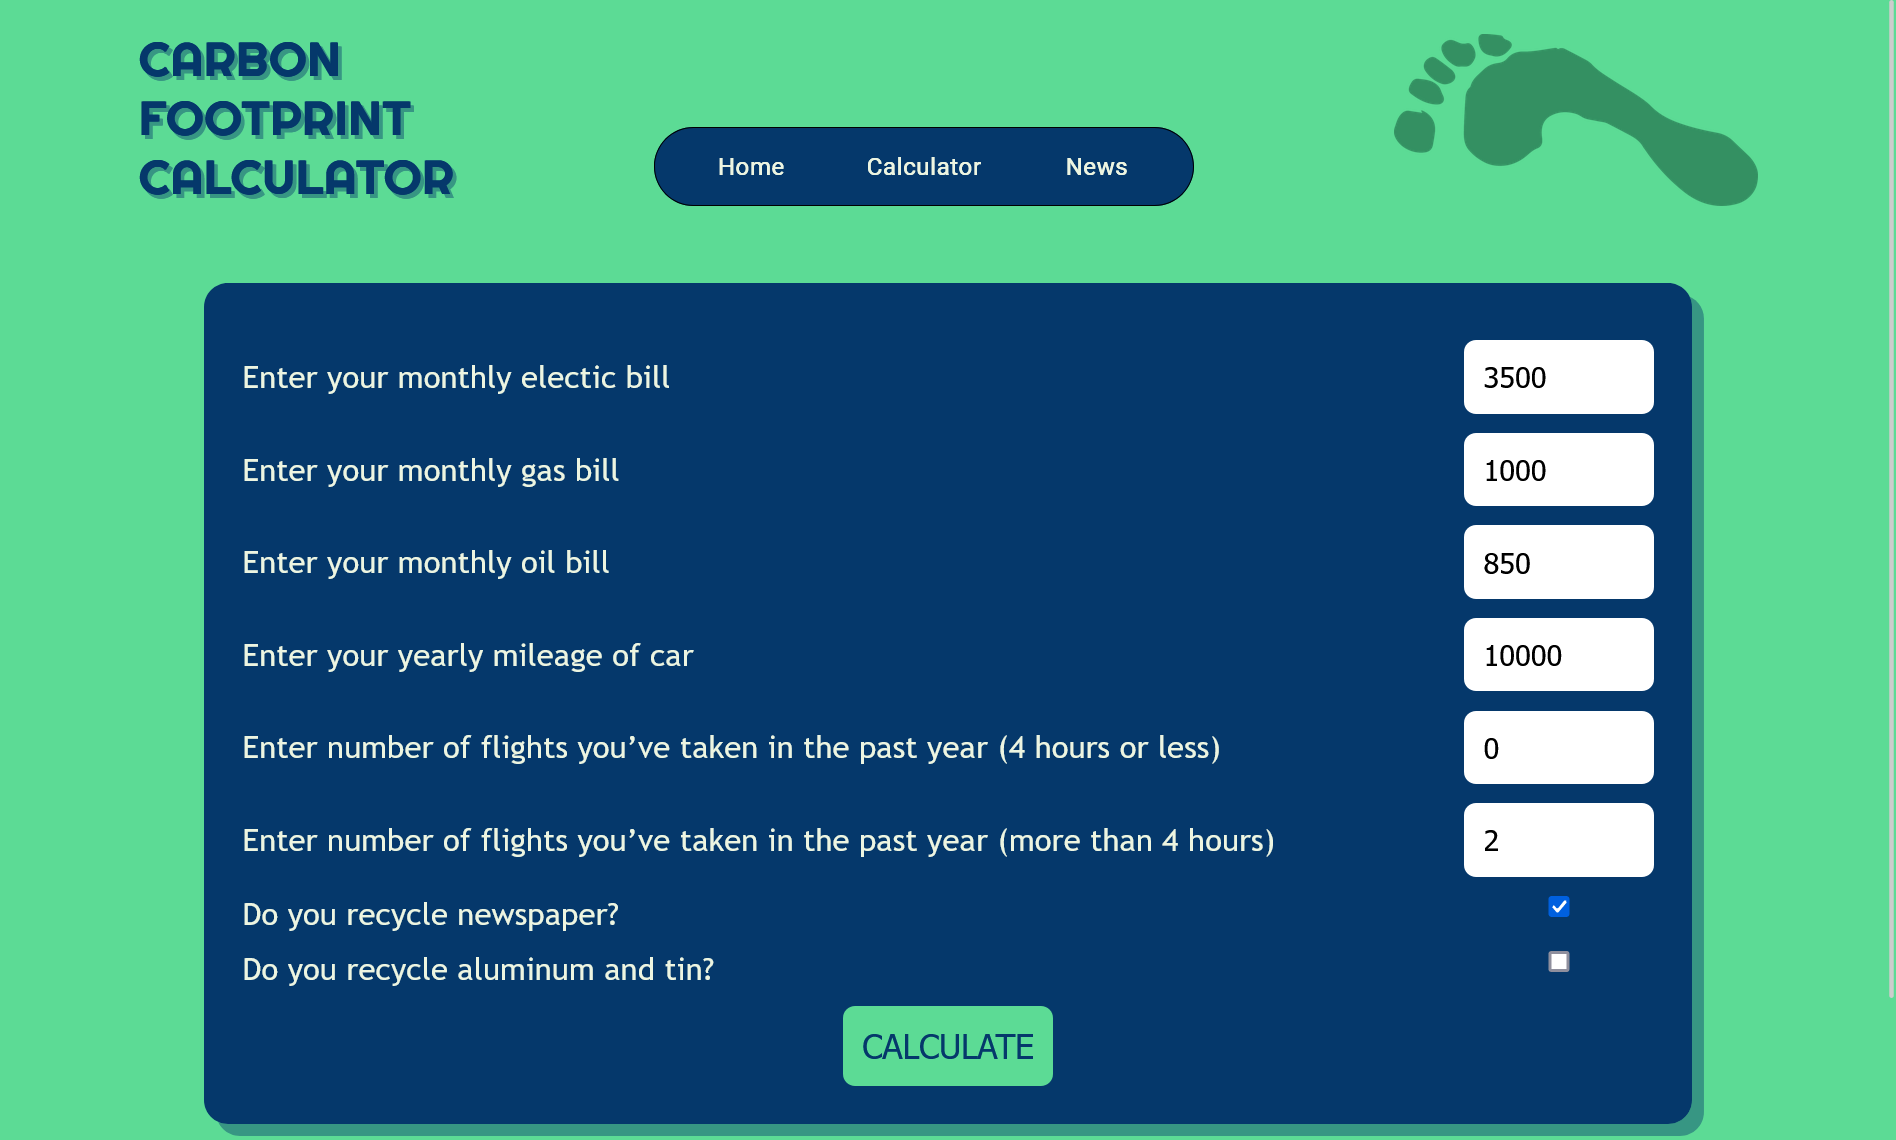 CARBON
FOOTPRINT
CALCULATOR
Home Calculator News
Enter your monthly electic bill 3500
Enter your monthly gas bill 1000
Enter your monthly oil bill 850
Enter your yearly mileage of car 10000
Enter number of flights you’ve taken in the past year (4 hours or less) 0
Enter number of flights you’ve taken in the past year (more than 4 hours) 2
Do you recycle newspaper?
Do you recycle aluminum and tin?
CALCULATE